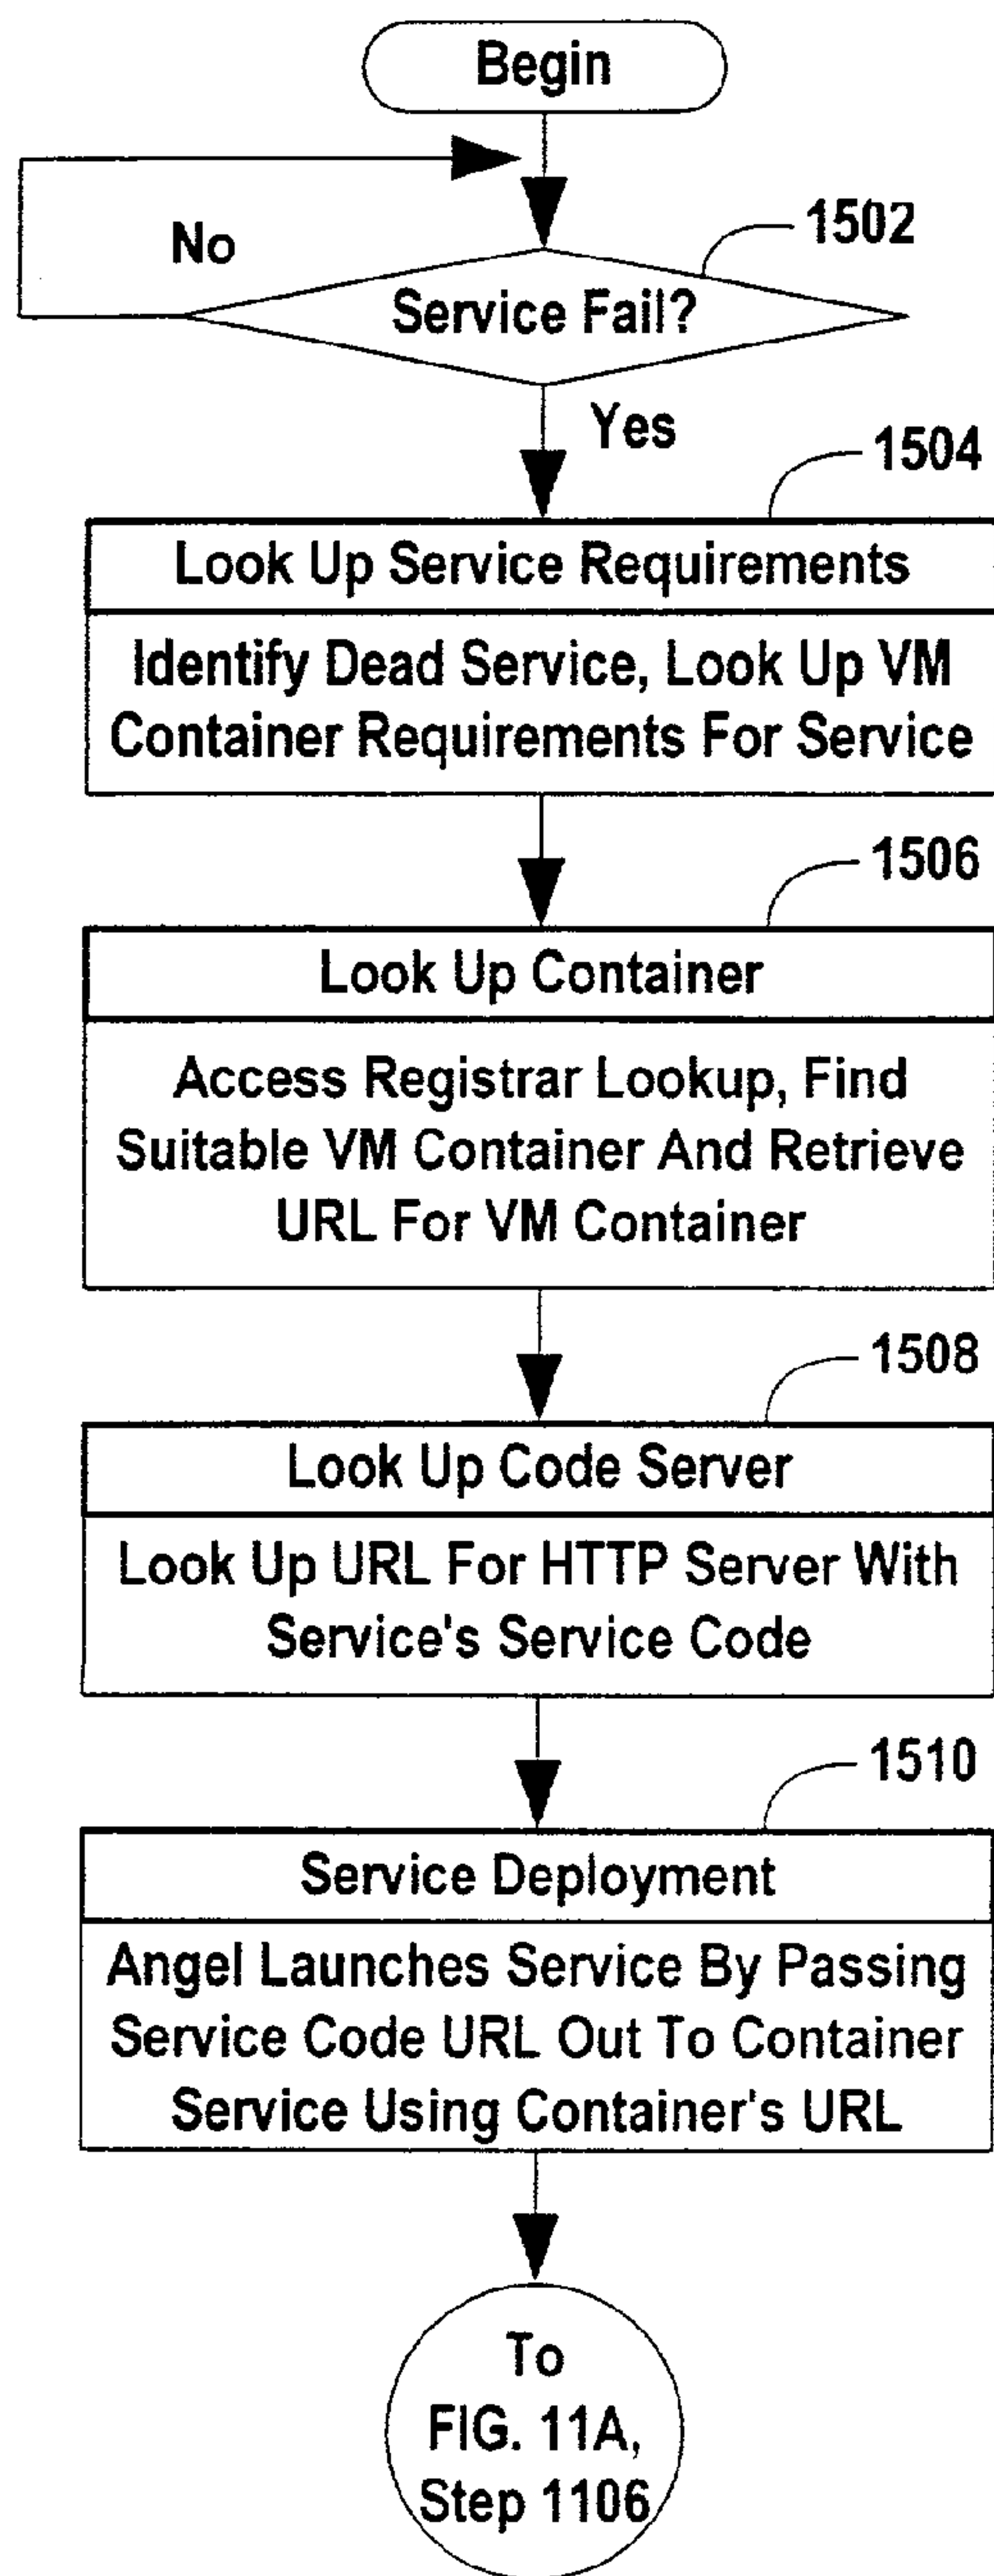 Begin
No
1502
Service Fail?
Yes
1504
Look Up Service Requirements
Identify Dead Service, Look Up VM
Container Requirements For Service
1506
Look Up Container
Access Registrar Lookup, Find
Suitable VM Container And Retrieve
URL For VM Container
1508
Look Up Code Server
Look Up URL For HTTP Server With
Service's Service Code
1510
Service Deployment
Angel Launches Service By Passing
Service Code URL Out To Container
Service Using Container's URL
To
FIG. 11A,
Step 1106